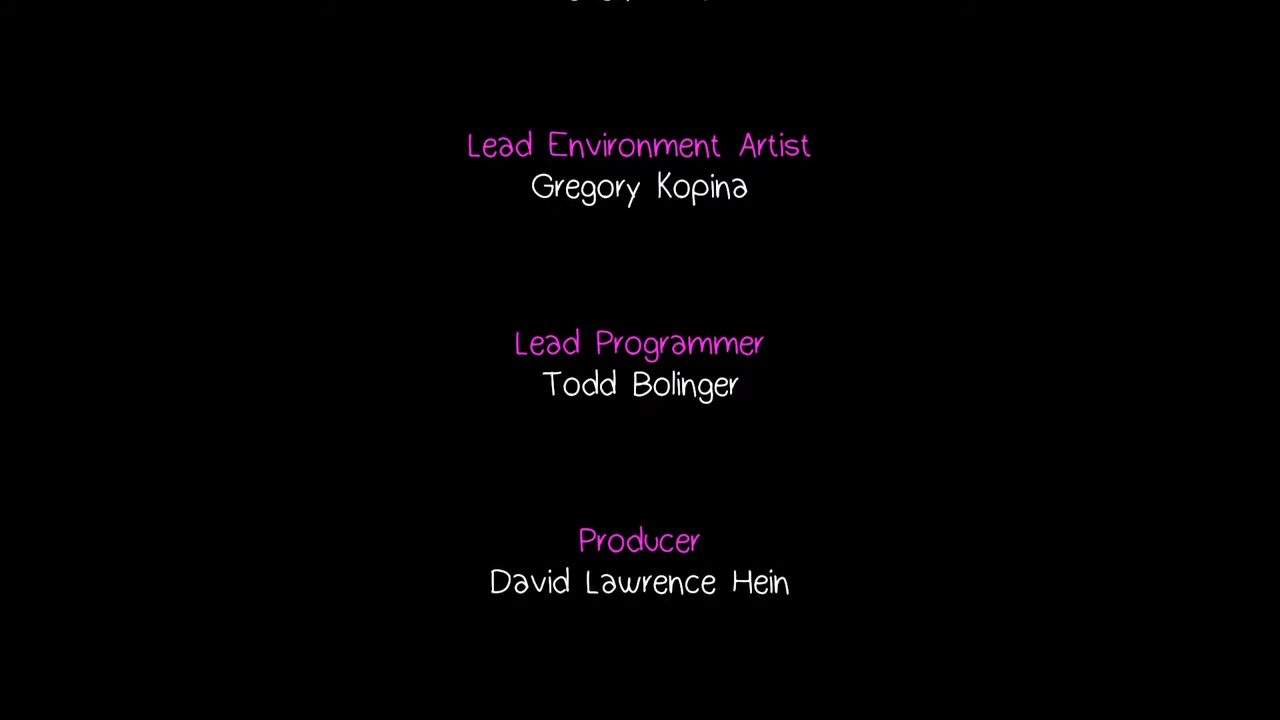 Lead Environment Artist
Gregory Kopina
Lead Programmer
Todd Bolinger
Producer
David Lawrence Hein